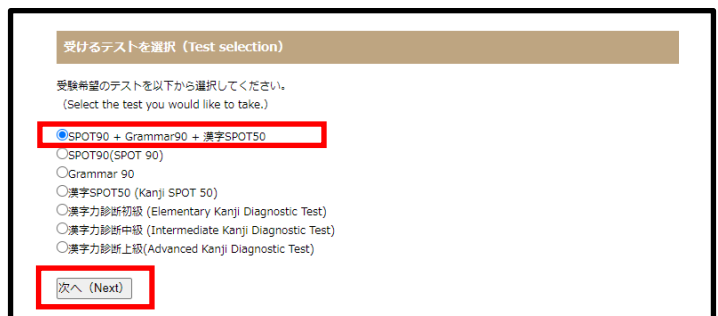 受けるテストを選択（Test selection）
受験希望のテストを以下から選択してください。
（Select the test you would like to take.）
SPOT90 + Grammar90 + 漢字SPOT50
SPOT90(SPOT 90)
Grammar 90
漢字SPOT50 (Kanji SPOT 50)
漢字力診断初級 (Elementary Kanji Diagnostic Test)
漢字力診断中級 (Intermediate Kanji Diagnostic Test)
漢字力診断上級(Advanced Kanji Diagnostic Test)
次へ（Next）